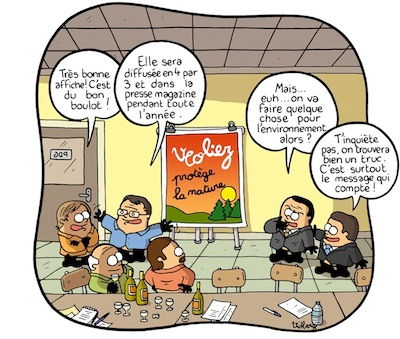 Très bonne
affiche! C'est
du bon,
boulot!
Elle sera
diffusée en 4 par
3 et dans la
presse magazine
pendant toute
l'année.
Mais...
euh... on va
faire quelque
chose pour
l'environnement
alors?
T'inquiète
pas, on trouvera
bien un truc.
C'est surtout
le message qui
compte!
Veoliez
protège
la nature